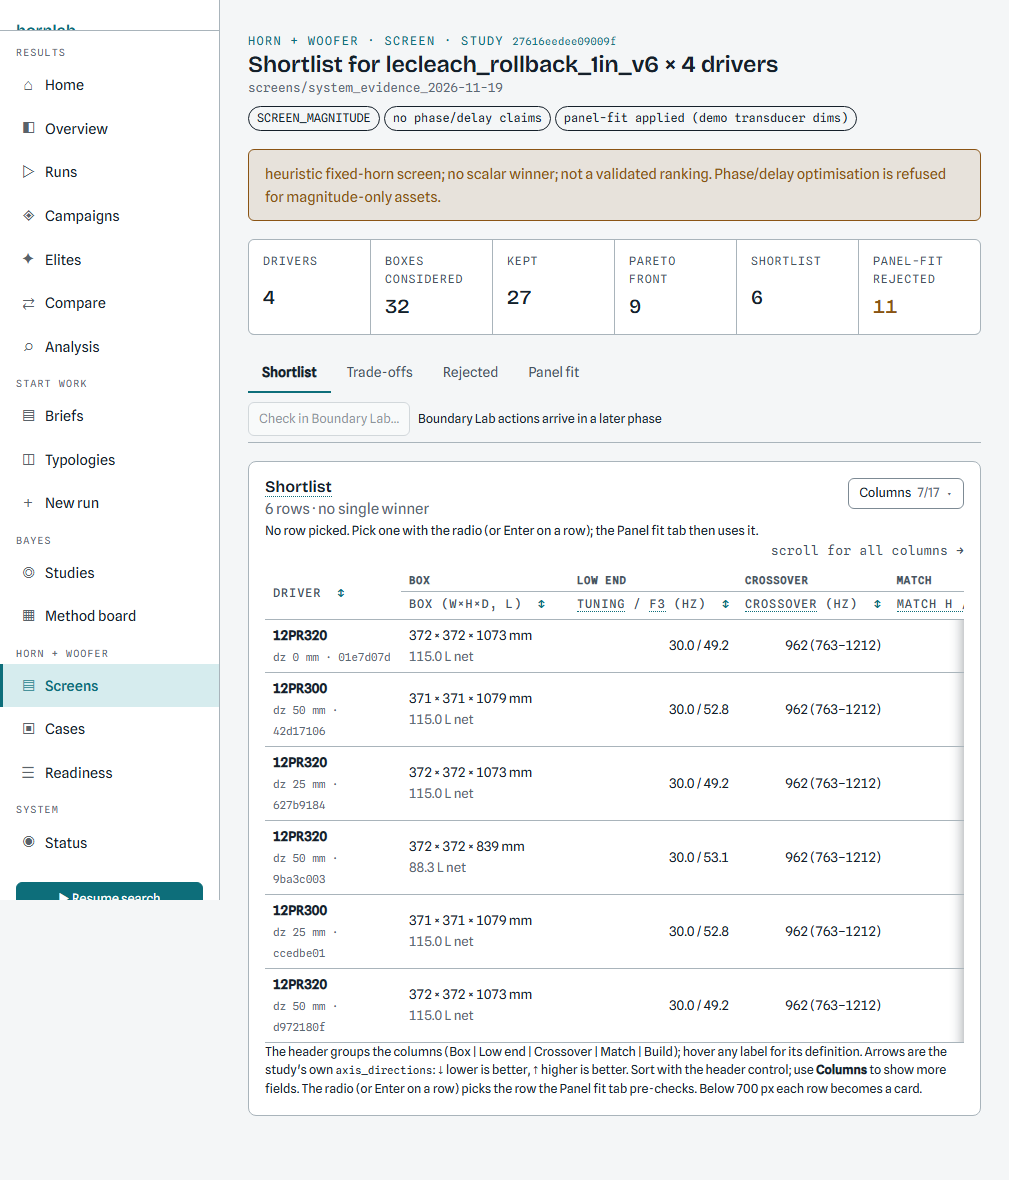 hornlab
RESULTS
Home
Overview
Runs
Campaigns
Elites
Compare
Analysis
START WORK
Briefs
Typologies
New run
BAYES
Studies
Method board
HORN + WOOFER
Screens
Cases
Readiness
SYSTEM
Status
▶ Resume search
HORN + WOOFER · SCREEN · STUDY 27616eedee09009f
Shortlist for lecleach_rollback_1in_v6 × 4 drivers
screens/system_evidence_2026-11-19
SCREEN_MAGNITUDE no phase/delay claims panel-fit applied (demo transducer dims)
heuristic fixed-horn screen; no scalar winner; not a validated ranking. Phase/delay optimisation is refused
for magnitude-only assets.
DRIVERS
4
BOXES
CONSIDERED
32
KEPT
27
PARETO
FRONT
9
SHORTLIST
6
PANEL-FIT
REJECTED
11
Shortlist Trade-offs Rejected Panel fit
Check in Boundary Lab... Boundary Lab actions arrive in a later phase
Shortlist
Columns 7/17
6 rows · no single winner
No row picked. Pick one with the radio (or Enter on a row); the Panel fit tab then uses it.
scroll for all columns →
DRIVER ↕ BOX LOW END CROSSOVER MATCH
BOX (W×H×D, L) ↕ TUNING / F3 (HZ) ↕ CROSSOVER (HZ) ↕ MATCH H /
12PR320 372 × 372 × 1073 mm 30.0 / 49.2 962 (763–1212)
dz 0 mm · 01e7d07d 115.0 L net
12PR300 371 × 371 × 1079 mm 30.0 / 52.8 962 (763–1212)
dz 50 mm · 115.0 L net
42d17106
12PR320 372 × 372 × 1073 mm 30.0 / 49.2 962 (763–1212)
dz 25 mm · 115.0 L net
627b9184
12PR320 372 × 372 × 839 mm 30.0 / 53.1 962 (763–1212)
dz 50 mm · 88.3 L net
9ba3c003
12PR300 371 × 371 × 1079 mm 30.0 / 52.8 962 (763–1212)
dz 25 mm · 115.0 L net
ccedbe01
12PR320 372 × 372 × 1073 mm 30.0 / 49.2 962 (763–1212)
dz 50 mm · 115.0 L net
d972180f
The header groups the columns (Box | Low end | Crossover | Match | Build); hover any label for its definition. Arrows are the
study's own axis_directions: ↓ lower is better, ↑ higher is better. Sort with the header control; use Columns to show more
fields. The radio (or Enter on a row) picks the row the Panel fit tab pre-checks. Below 700 px each row becomes a card.